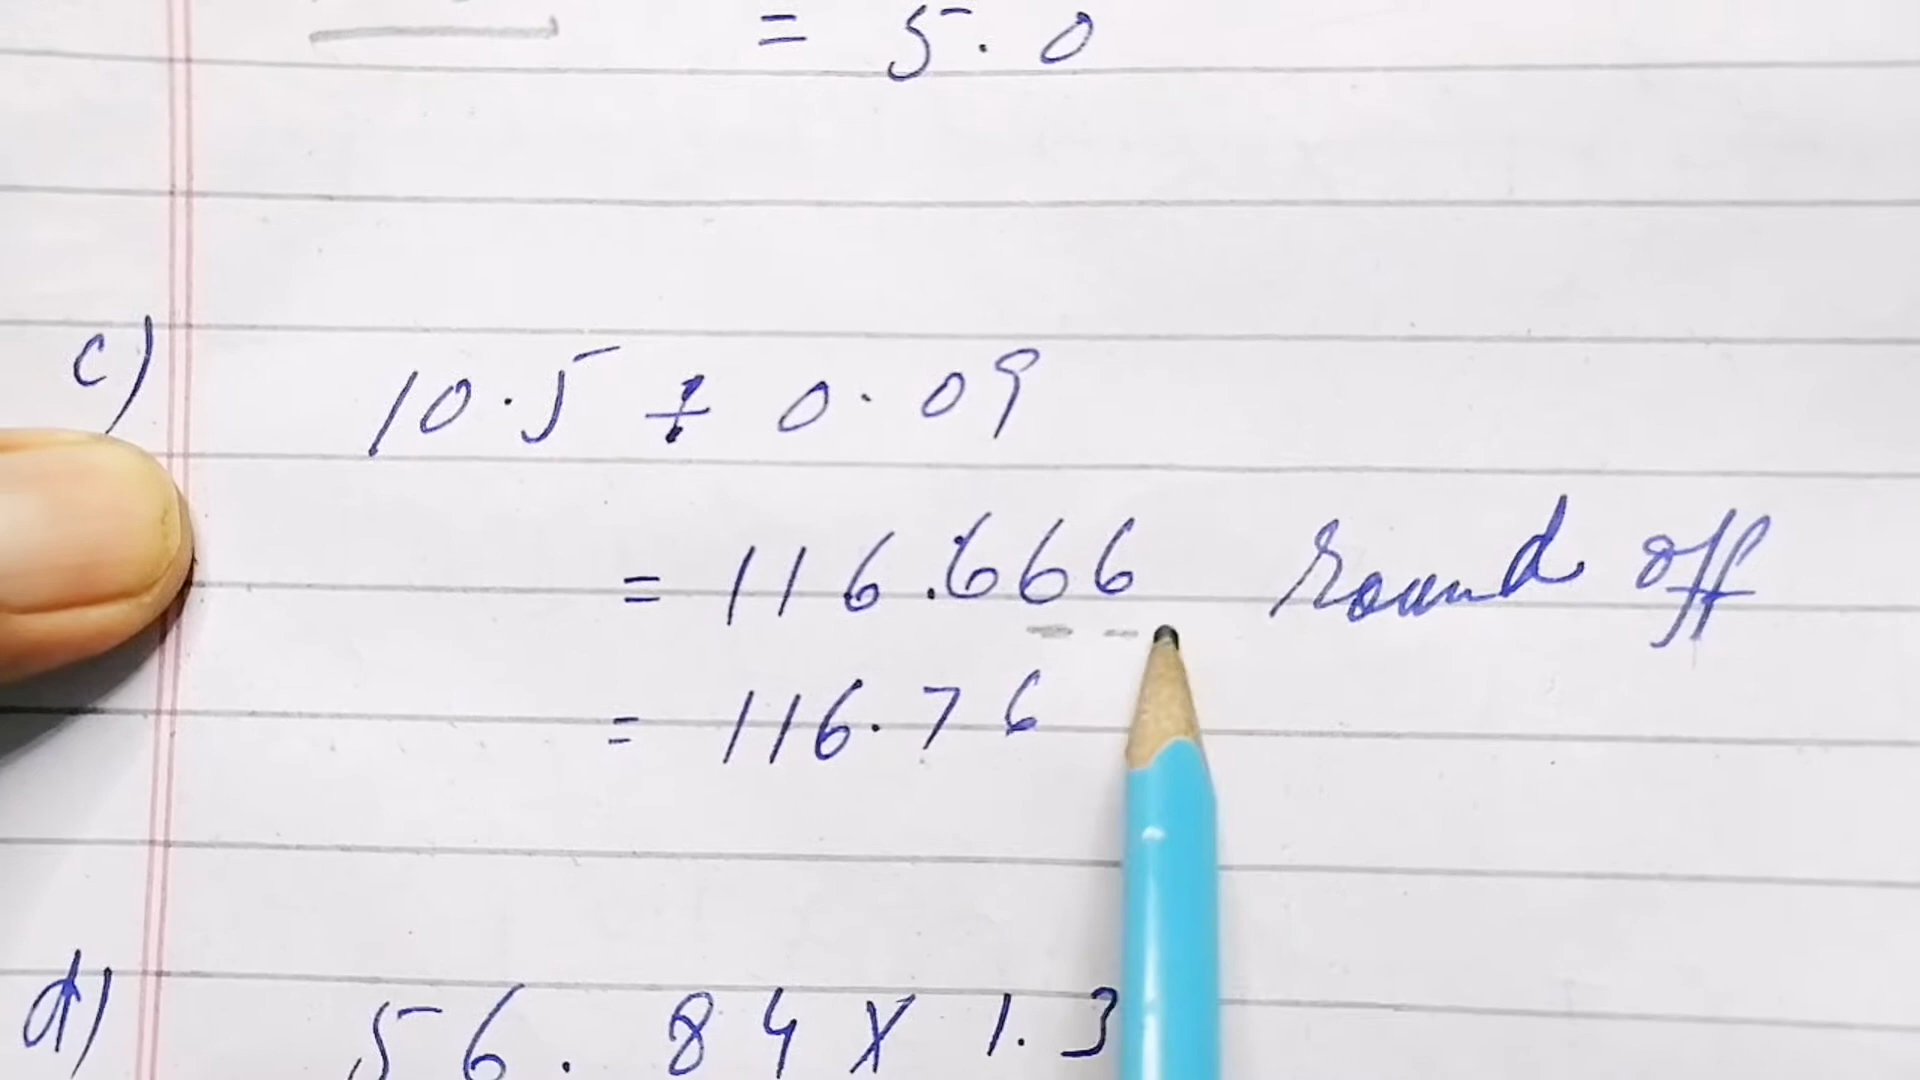 = 5.0
c) 10.5 ÷ 0.09
= 116.666 round off
= 116.76
d) 56.84 X 1.3